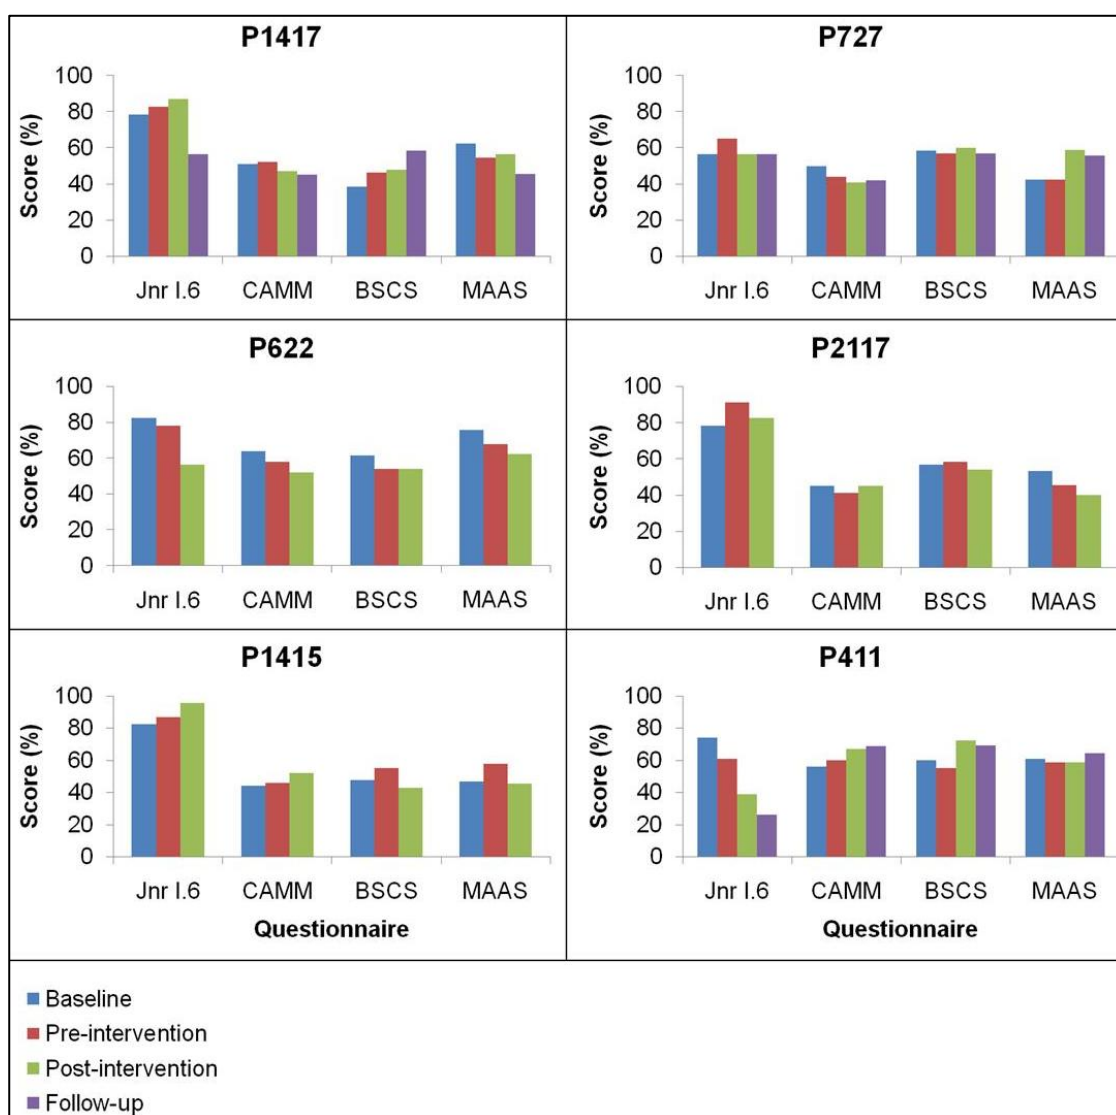 P1417
Score (%)
100
80
60
40
20
0
Jnr I.6 CAMM BSCS MAAS
P727
Score (%)
100
80
60
40
20
0
Jnr I.6 CAMM BSCS MAAS
P622
Score (%)
100
80
60
40
20
0
Jnr I.6 CAMM BSCS MAAS
P2117
Score (%)
100
80
60
40
20
0
Jnr I.6 CAMM BSCS MAAS
P1415
Score (%)
100
80
60
40
20
0
Jnr I.6 CAMM BSCS MAAS
Questionnaire
P411
Score (%)
100
80
60
40
20
0
Jnr I.6 CAMM BSCS MAAS
Questionnaire
Baseline
Pre-intervention
Post-intervention
Follow-up